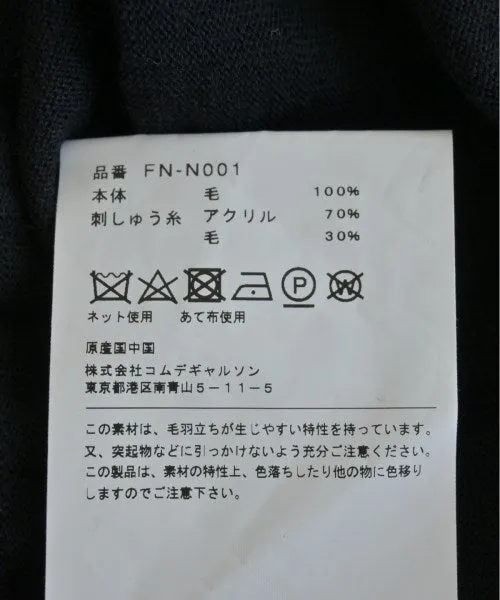 品番 FN-N001
本体 毛 100%
刺しゅう糸 アクリル 70%
毛 30%
P W
ネット使用 あて布使用
原産国中国
株式会社コムデギャルソン
東京都港区南青山5-11-5
この素材は、毛羽立ちが生じやすい特性を持っています。
又、突起物などに引っかけないよう充分ご注意ください。
この製品は、素材の特性上、色落ちしたり他の物に色移り
しますのでご注意下さい。